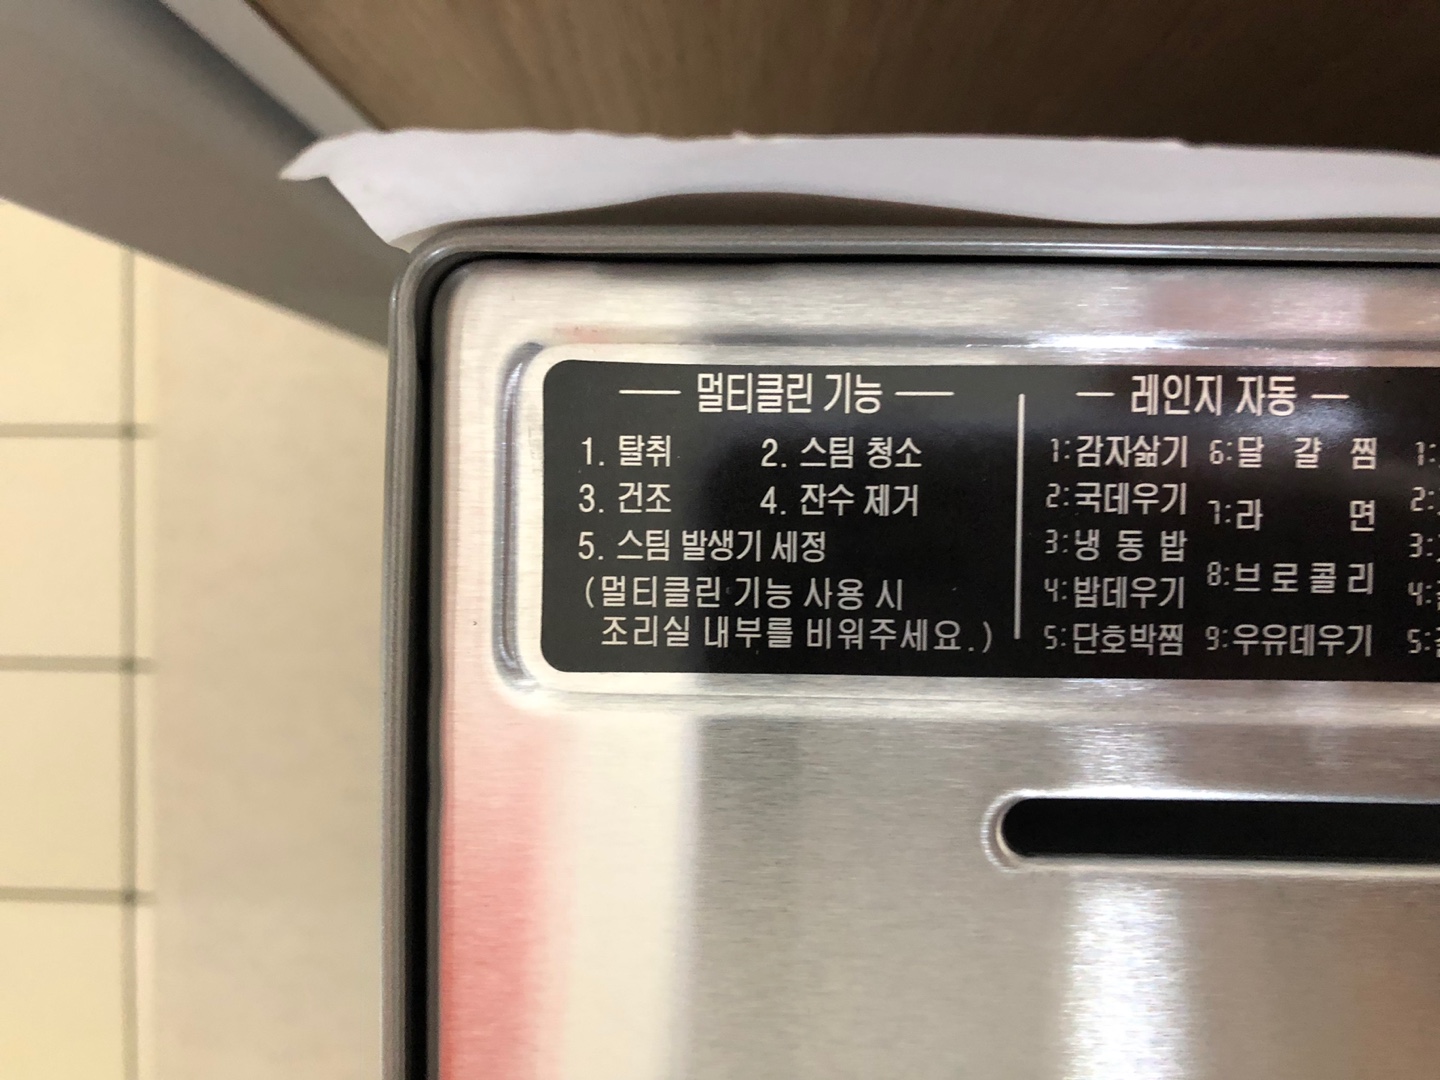 멀티클린 기능
1. 탈취 2. 스팀 청소
3. 건조 4. 잔수 제거
5. 스팀 발생기 세정
(멀티클린 기능 사용 시
조리실 내부를 비워주세요.)
레인지 자동
1:감자삶기 6:달 걀 찜
2:국데우기 7:라 면
3:냉 동 밥
4:밥데우기 8:브로콜리
5:단호박찜 9:우유데우기
1:
2:
3:
4:
5: